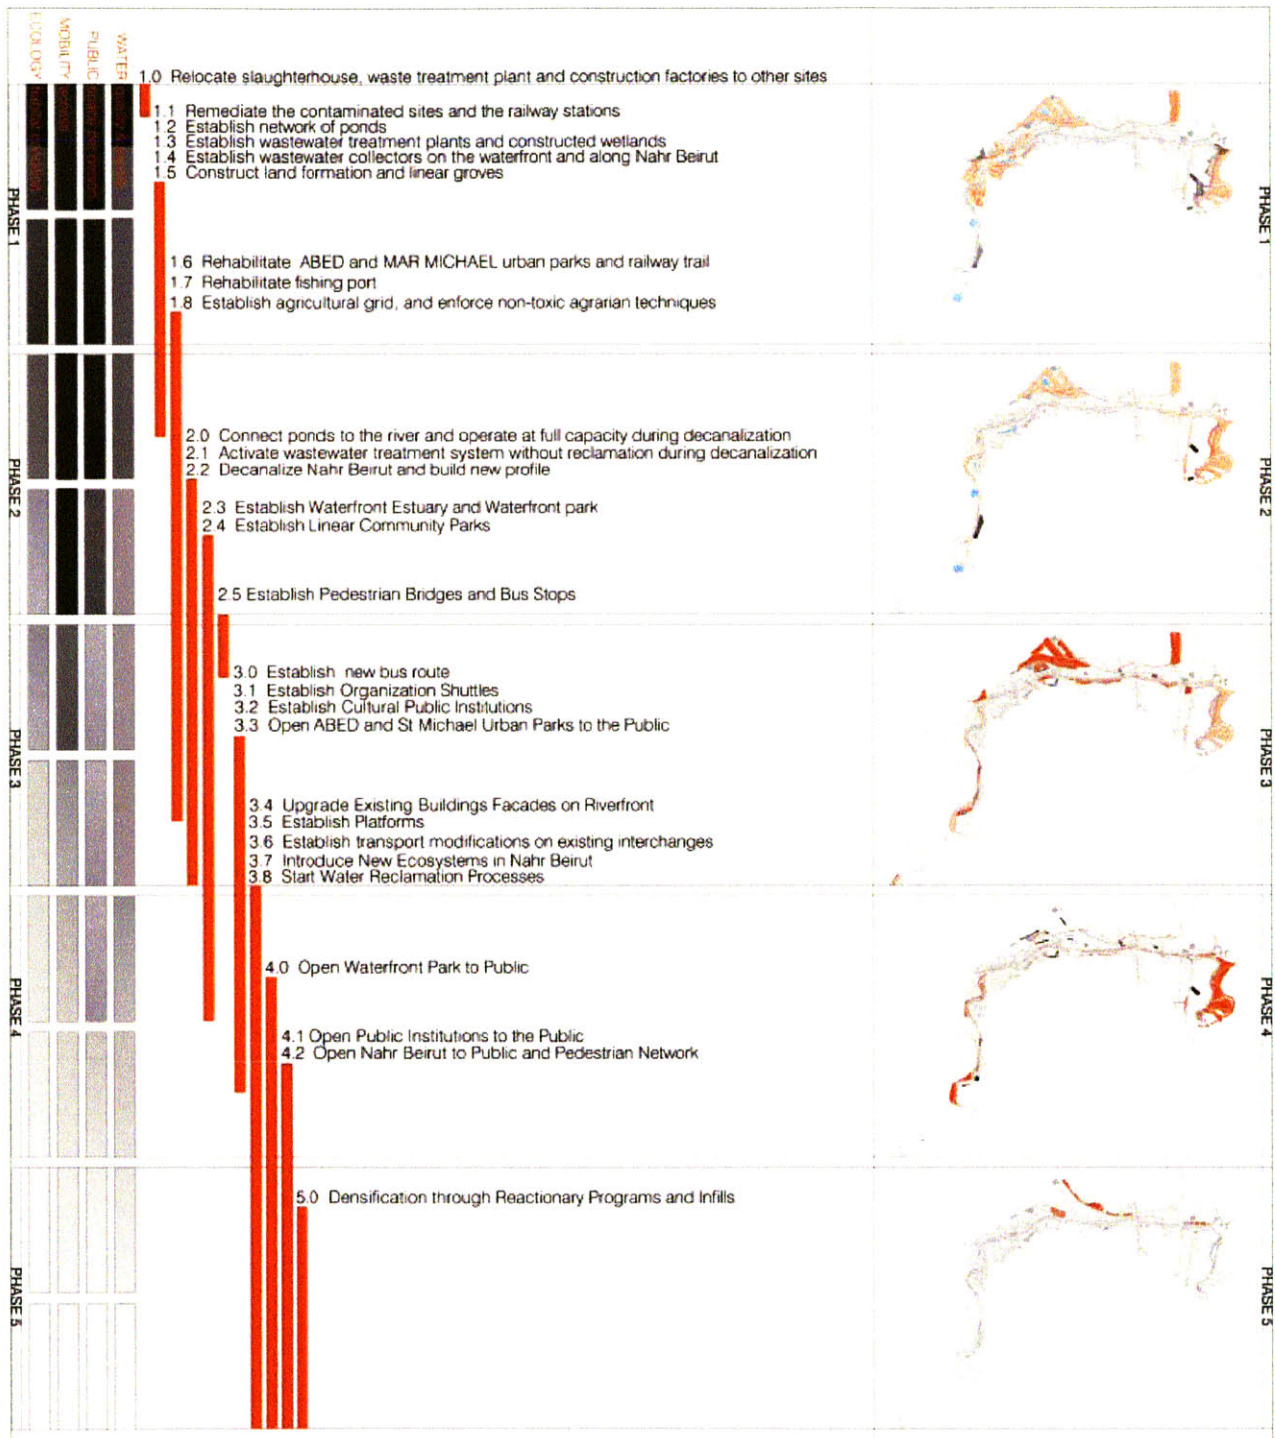 ECOLOGY
MOBILITY
PUBLIC
WATER
1.0 Relocate slaughterhouse, waste treatment plant and construction factories to other sites
1.1 Remediate the contaminated sites and the railway stations
1.2 Establish network of ponds
1.3 Establish wastewater treatment plants and constructed wetlands
1.4 Establish wastewater collectors on the waterfront and along Nahr Beirut
1.5 Construct land formation and linear groves
PHASE 1
PHASE 1
1.6 Rehabilitate ABED and MAR MICHAEL urban parks and railway trail
1.7 Rehabilitate fishing port
1.8 Establish agricultural grid, and enforce non-toxic agrarian techniques
2.0 Connect ponds to the river and operate at full capacity during decanalization
2.1 Activate wastewater treatment system without reclamation during decanalization
2.2 Decanalize Nahr Beirut and build new profile
PHASE 2
PHASE 2
2.3 Establish Waterfront Estuary and Waterfront park
2.4 Establish Linear Community Parks
2.5 Establish Pedestrian Bridges and Bus Stops
3.0 Establish new bus route
3.1 Establish Organization Shuttles
3.2 Establish Cultural Public Institutions
3.3 Open ABED and St Michael Urban Parks to the Public
PHASE 3
PHASE 3
3.4 Upgrade Existing Buildings Facades on Riverfront
3.5 Establish Platforms
3.6 Establish transport modifications on existing interchanges
3.7 Introduce New Ecosystems in Nahr Beirut
3.8 Start Water Reclamation Processes
4.0 Open Waterfront Park to Public
PHASE 4
PHASE 4
4.1 Open Public Institutions to the Public
4.2 Open Nahr Beirut to Public and Pedestrian Network
5.0 Densification through Reactionary Programs and Infills
PHASE 5
PHASE 5